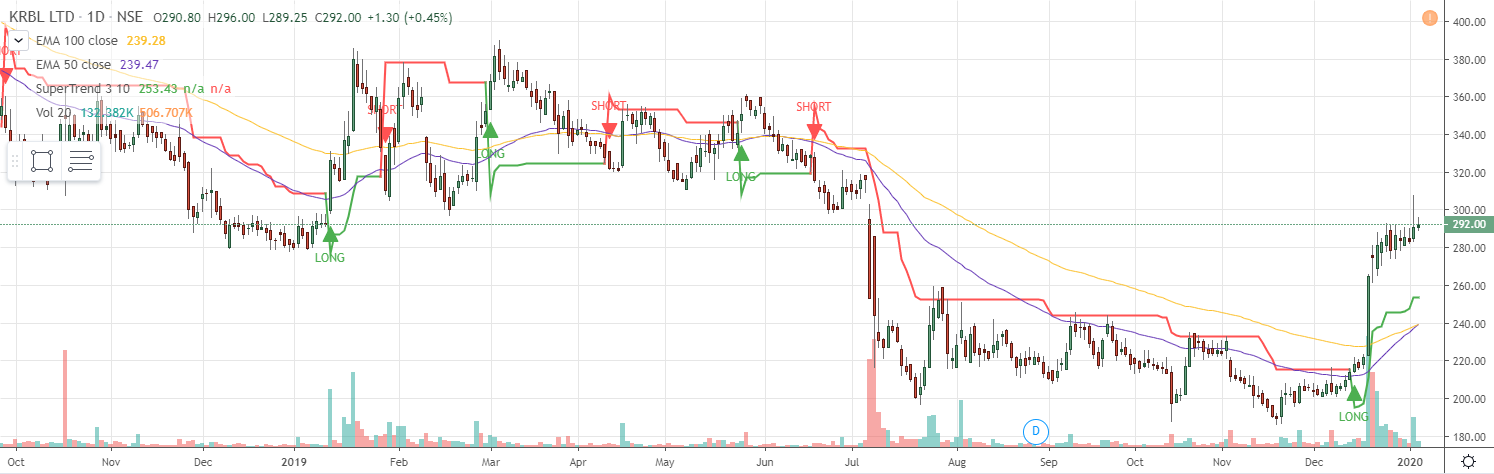 KRBL LTD · 1D · NSE O290.80 H296.00 L289.25 C292.00 +1.30 (+0.45%)
EMA 100 close 239.28
EMA 50 close 239.47
SuperTrend 3 10 253.43 n/a n/a
Vol 20 132.382K 506.707K
400.00
380.00
360.00
340.00
320.00
300.00
292.00
280.00
260.00
240.00
220.00
200.00
180.00
SHORT
SHORT
SHORT
LONG
LONG
LONG
LONG
D
Oct Nov Dec 2019 Feb Mar Apr May Jun Jul Aug Sep Oct Nov Dec 2020